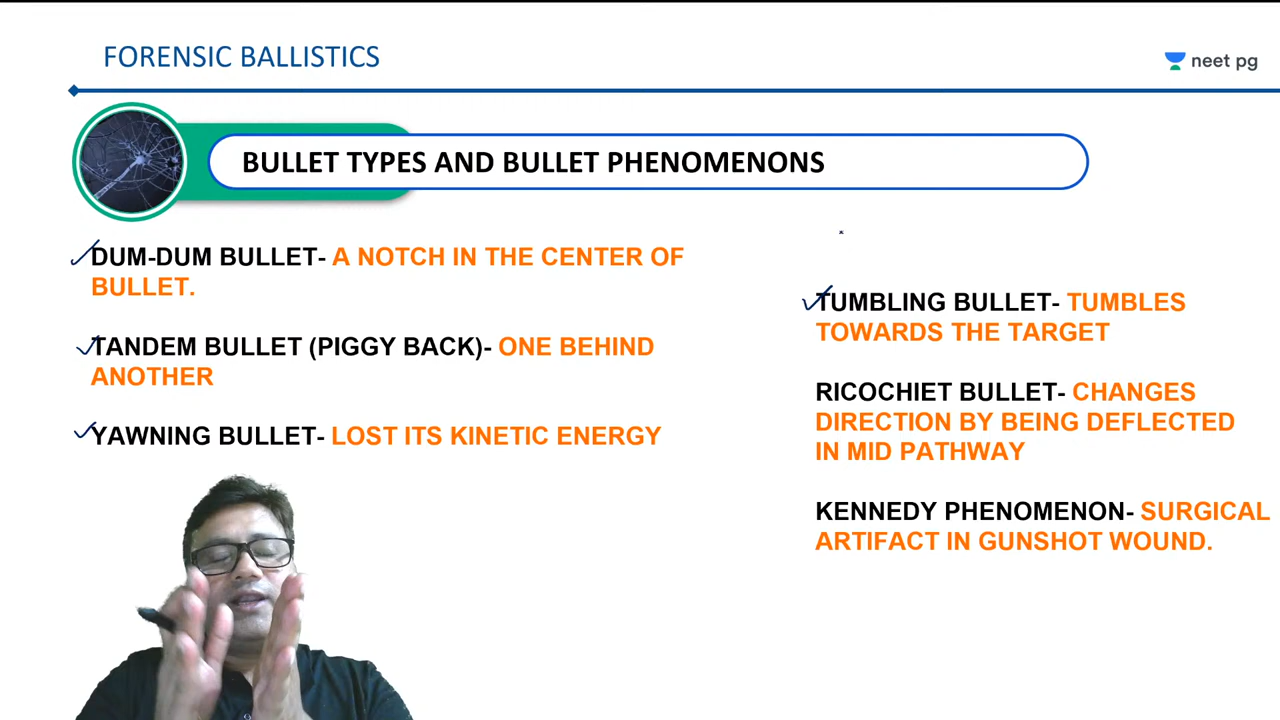 FORENSIC BALLISTICS
neet pg
BULLET TYPES AND BULLET PHENOMENONS
DUM-DUM BULLET- A NOTCH IN THE CENTER OF
BULLET.
TANDEM BULLET (PIGGY BACK)- ONE BEHIND
ANOTHER
YAWNING BULLET- LOST ITS KINETIC ENERGY
TUMBLING BULLET- TUMBLES
TOWARDS THE TARGET
RICOCHIET BULLET- CHANGES
DIRECTION BY BEING DEFLECTED
IN MID PATHWAY
KENNEDY PHENOMENON- SURGICAL
ARTIFACT IN GUNSHOT WOUND.